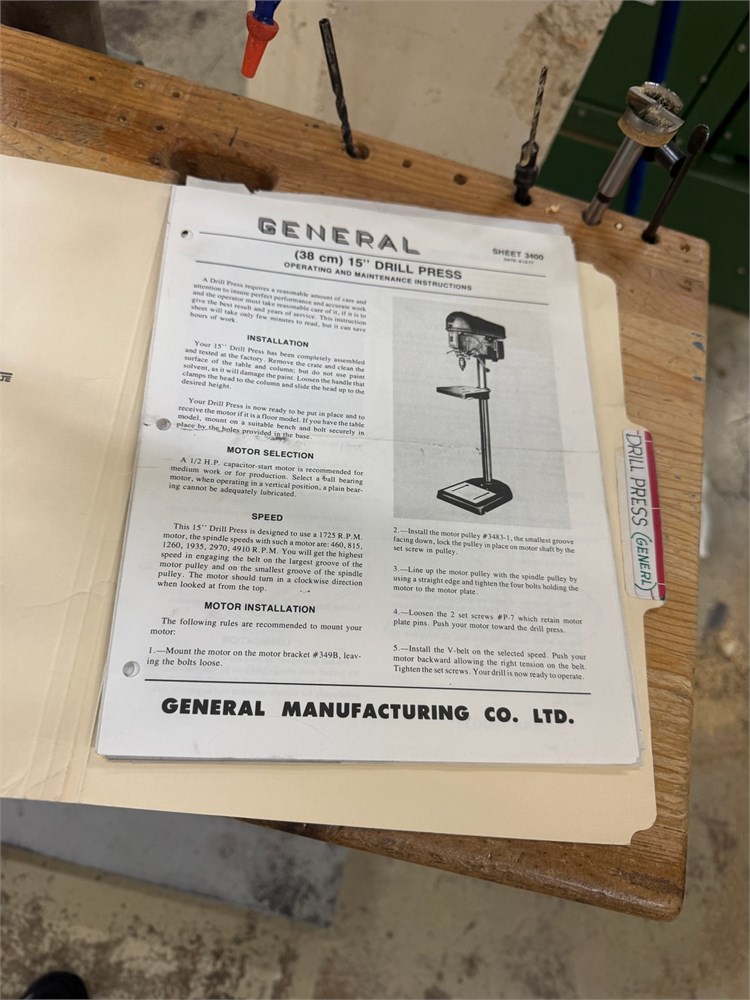 GENERAL
SHEET 3400
(38 cm) 15" DRILL PRESS
OPERATING AND MAINTENANCE INSTRUCTIONS
A Drill Press requires a reasonable amount of care and
attention to insure perfect performance and accurate work
and the operator must take reasonable care of it, if it is to
give the best result and years of service. This instruction
sheet will take only few minutes to read, but it can save
hours of work.
INSTALLATION
Your 15'' Drill Press has been completely assembled
and tested at the factory. Remove the crate and clean the
surface of the table and column; but do not use paint
solvent, as it will damage the paint. Loosen the handle that
clamps the head to the column and slide the head up to the
desired height.
Your Drill Press is now ready to be put in place and to
receive the motor if it is a floor model. If you have the table
model, mount on a suitable bench and bolt securely in
place by the holes provided in the base.
MOTOR SELECTION
A 1/2 H.P. capacitor-start motor is recommended for
medium work or for production. Select a ball bearing
motor, when operating in a vertical position, a plain bear-
ing cannot be adequately lubricated.
SPEED
This 15'' Drill Press is designed to use a 1725 R.P.M.
motor, the spindle speeds with such a motor are: 460, 815,
1260, 1935, 2970, 4910 R.P.M. You will get the highest
speed in engaging the belt on the largest groove of the
motor pulley and on the smallest groove of the spindle
pulley. The motor should turn in a clockwise direction
when looked at from the top.
MOTOR INSTALLATION
The following rules are recommended to mount your
motor:
1.—Mount the motor on the motor bracket #349B, leav-
ing the bolts loose.
2.—Install the motor pulley #3483-1, the smallest groove
facing down, lock the pulley in place on motor shaft by the
set screw in pulley.
3.—Line up the motor pulley with the spindle pulley by
using a straight edge and tighten the four bolts holding the
motor to the motor plate.
4.—Loosen the 2 set screws #P-7 which retain motor
plate pins. Push your motor toward the drill press.
5.—Install the V-belt on the selected speed. Push your
motor backward allowing the right tension on the belt.
Tighten the set screws. Your drill is now ready to operate.
GENERAL MANUFACTURING CO. LTD.
DRILL PRESS (GENERL)